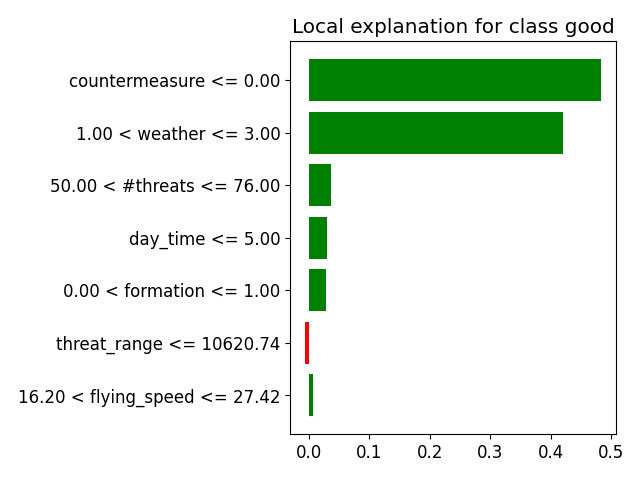 Local explanation for class good
countermeasure <= 0.00
1.00 < weather <= 3.00
50.00 < #threats <= 76.00
day_time <= 5.00
0.00 < formation <= 1.00
threat_range <= 10620.74
16.20 < flying_speed <= 27.42
0.0 0.1 0.2 0.3 0.4 0.5